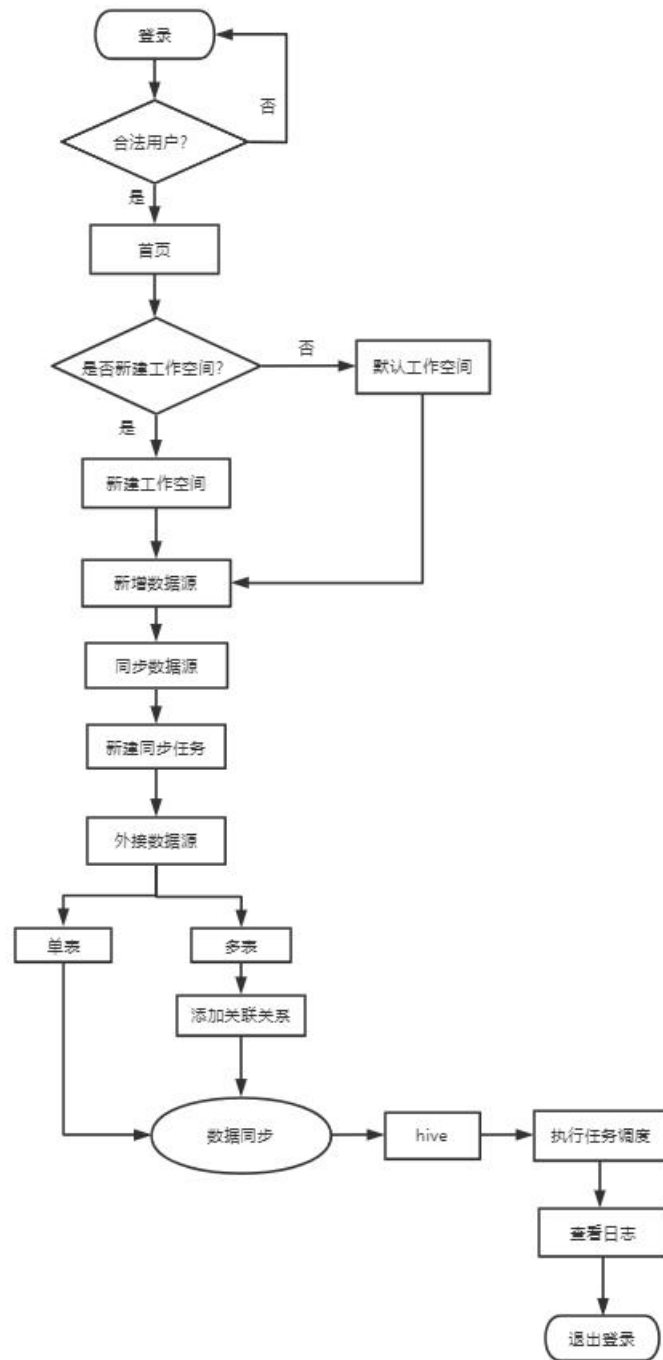 登录
否
合法用户?
是
首页
否
是否新建工作空间?
默认工作空间
是
新建工作空间
新增数据源
同步数据源
新建同步任务
外接数据源
单表
多表
添加关联关系
数据同步
hive
执行任务调度
查看日志
退出登录